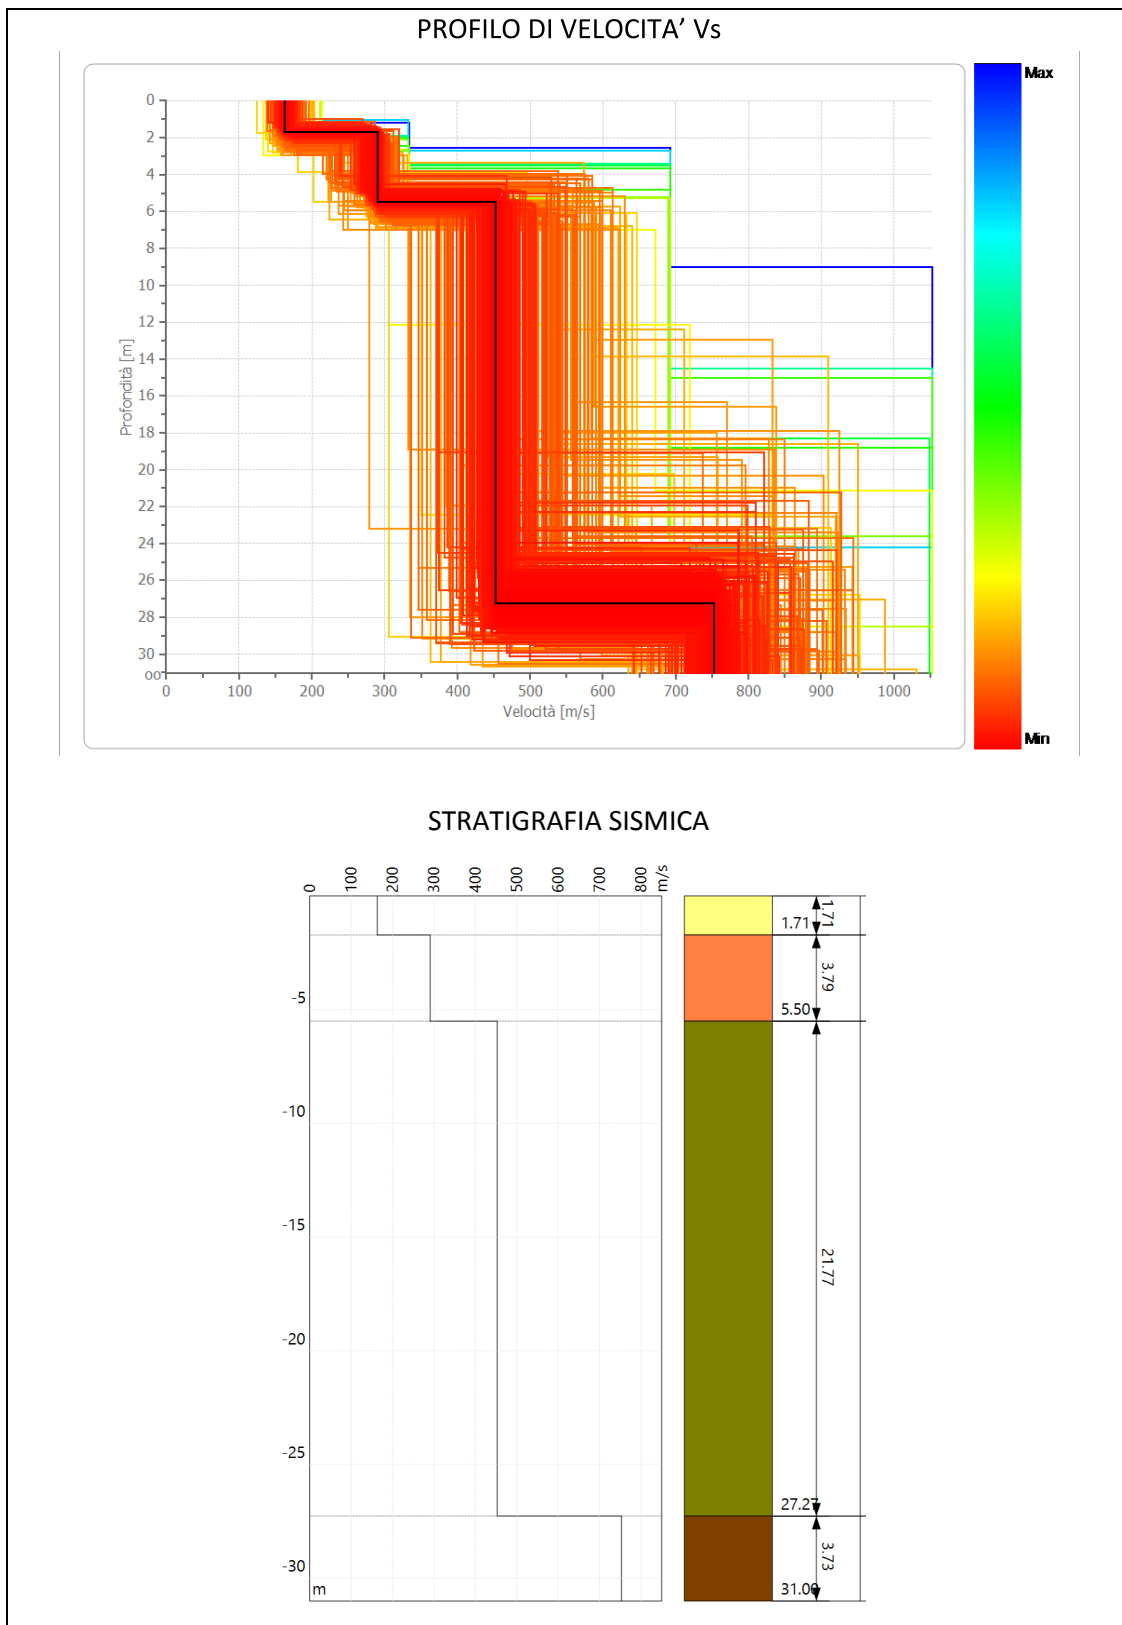 PROFILO DI VELOCITA’ Vs
Max
0
2
4
6
8
10
12
14
16
18
20
22
24
26
28
30
oo
Profondità [m]
0 100 200 300 400 500 600 700 800 900 1000
Velocità [m/s]
Min
STRATIGRAFIA SISMICA
0 100 200 300 400 500 600 700 800 m/s
1.71 1.71
3.79
-5
5.50
-10
-15
21.77
-20
-25
27.27
3.73
-30
m
31.00